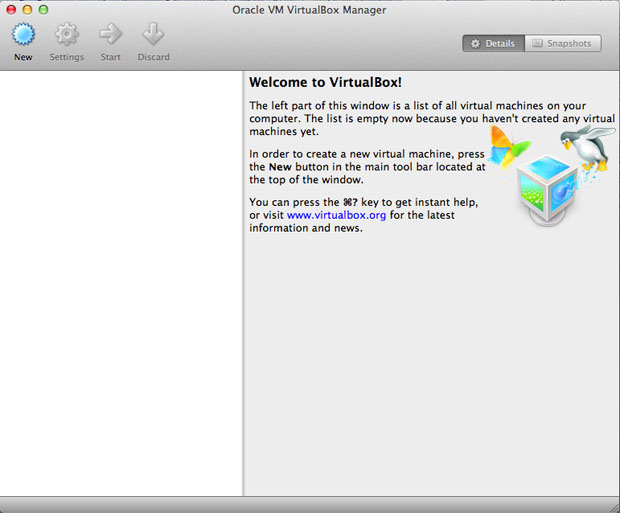 Oracle VM VirtualBox Manager
New
Settings
Start
Discard
Details
Snapshots
Welcome to VirtualBox!
The left part of this window is a list of all virtual machines on your
computer. The list is empty now because you haven't created any virtual
machines yet.
In order to create a new virtual machine, press
the New button in the main tool bar located at
the top of the window.
You can press the ⌘? key to get instant help,
or visit www.virtualbox.org for the latest
information and news.